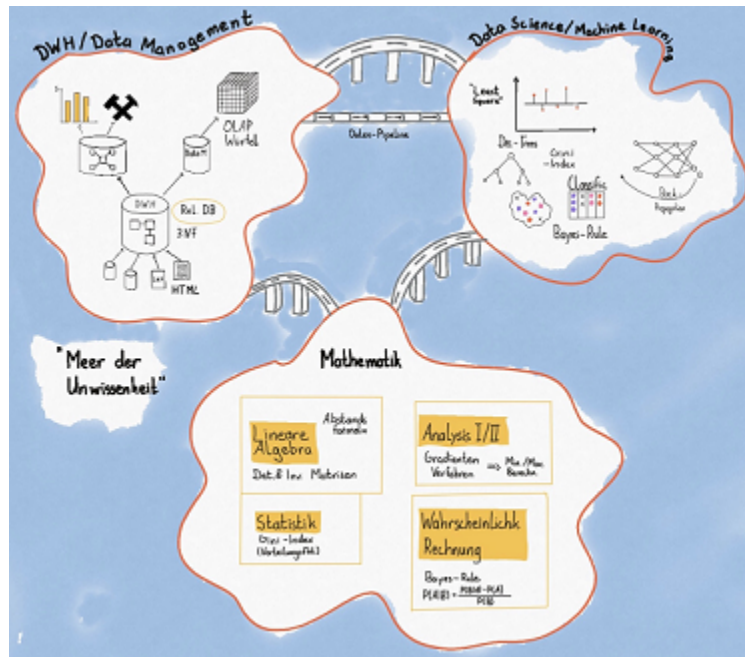 DWH/Data Management
OLAP
Würfel
DWH
Rel. DB
3NF
HTML
Daten-Pipeline
Data Science/Machine Learning
"Least
Square"
Dec-Trees
Gini
-Index
Classific
Bayes-Rule
Back
"Meer der
Unwissenheit"
Mathematik
Lineare
Algebra
Abstands
formeln
Det.& Inv. Matrizen
Analysis I/II
Gradienten
Verfahren
Min./Max.
Statistik
Gini-Index
Wahrscheinlichk
Rechnung
Bayes-Rule